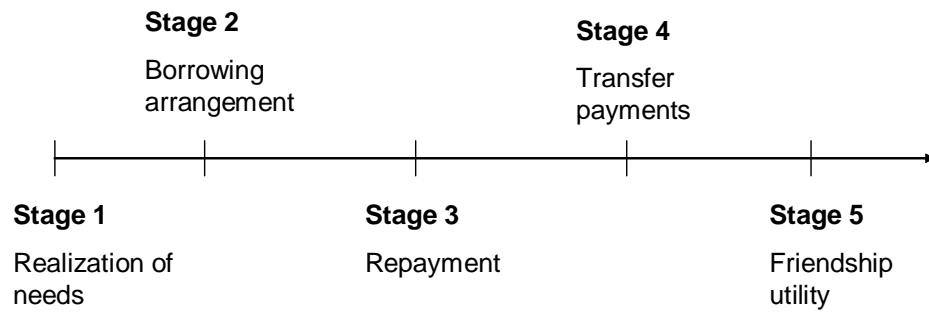 Stage 1
Realization of
needs
Stage 2
Borrowing
arrangement
Stage 3
Repayment
Stage 4
Transfer
payments
Stage 5
Friendship
utility